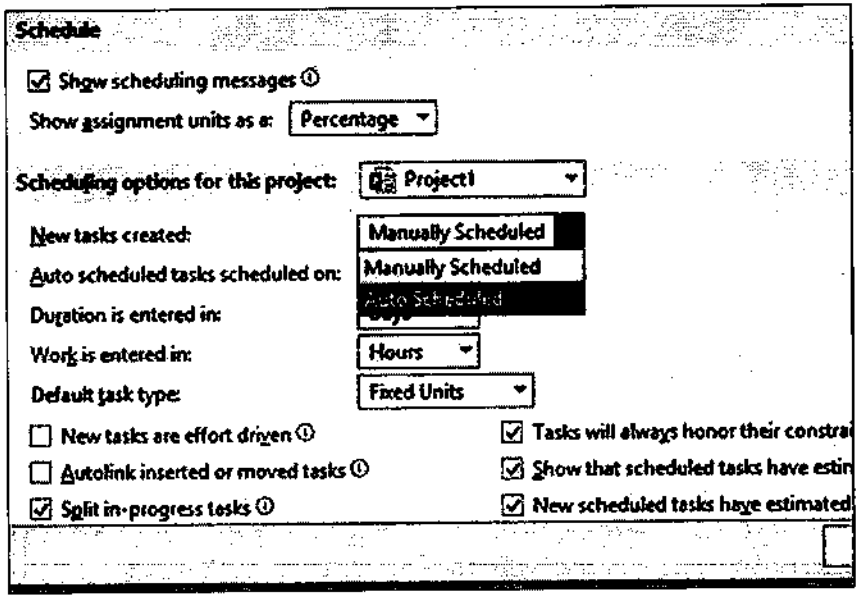 Schedule
Show scheduling messages
Show assignment units as a: Percentage
Scheduling options for this project: Project1
New tasks created: Manually Scheduled
Manually Scheduled
Auto scheduled tasks scheduled on:
Auto Scheduled
Duration is entered in: Days
Work is entered in: Hours
Default task type: Fixed Units
New tasks are effort driven
Tasks will always honor their constrai
Autolink inserted or moved tasks
Show that scheduled tasks have estin
Split in-progress tasks
New scheduled tasks have estimated